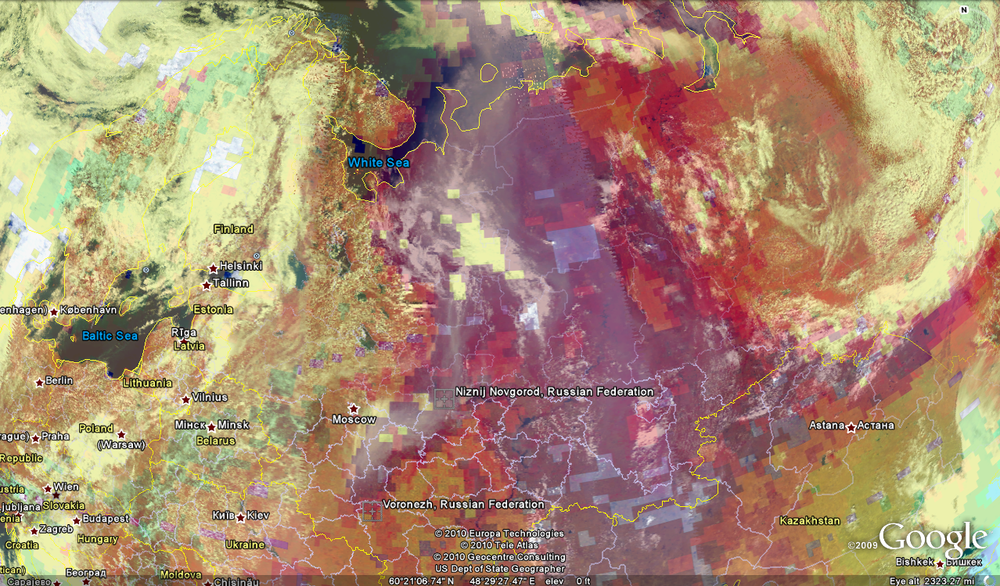 N
White Sea
Finland
Helsinki
Tallinn
enhagen) København
Estonia
Baltic Sea
Rīga
Latvia
Berlin
Lithuania
Niznij Novgorod, Russian Federation
Vilnius
Moscow
Мінск Minsk
Astana Астана
rague) Praha
Poland
(Warsaw)
Belarus
Republic
ustria
Wien
Slovakia
Voronezh, Russian Federation
Ljubljana
enia
Budapest
Київ Kiev
Kazakhstan
Zagreb
Hungary
© 2010 Europa Technologies
Croatia
Ukraine
© 2010 Tele Atlas
©2009 Google
© 2010 Geocentre Consulting
tican)
Београд
Moldova
US Dept of State Geographer
Bishkek Бишкек
Сарајево
Chişinău
60°21'06.74" N 48°29'27.47" E elev 0 ft
Eye alt 2323.27 mi